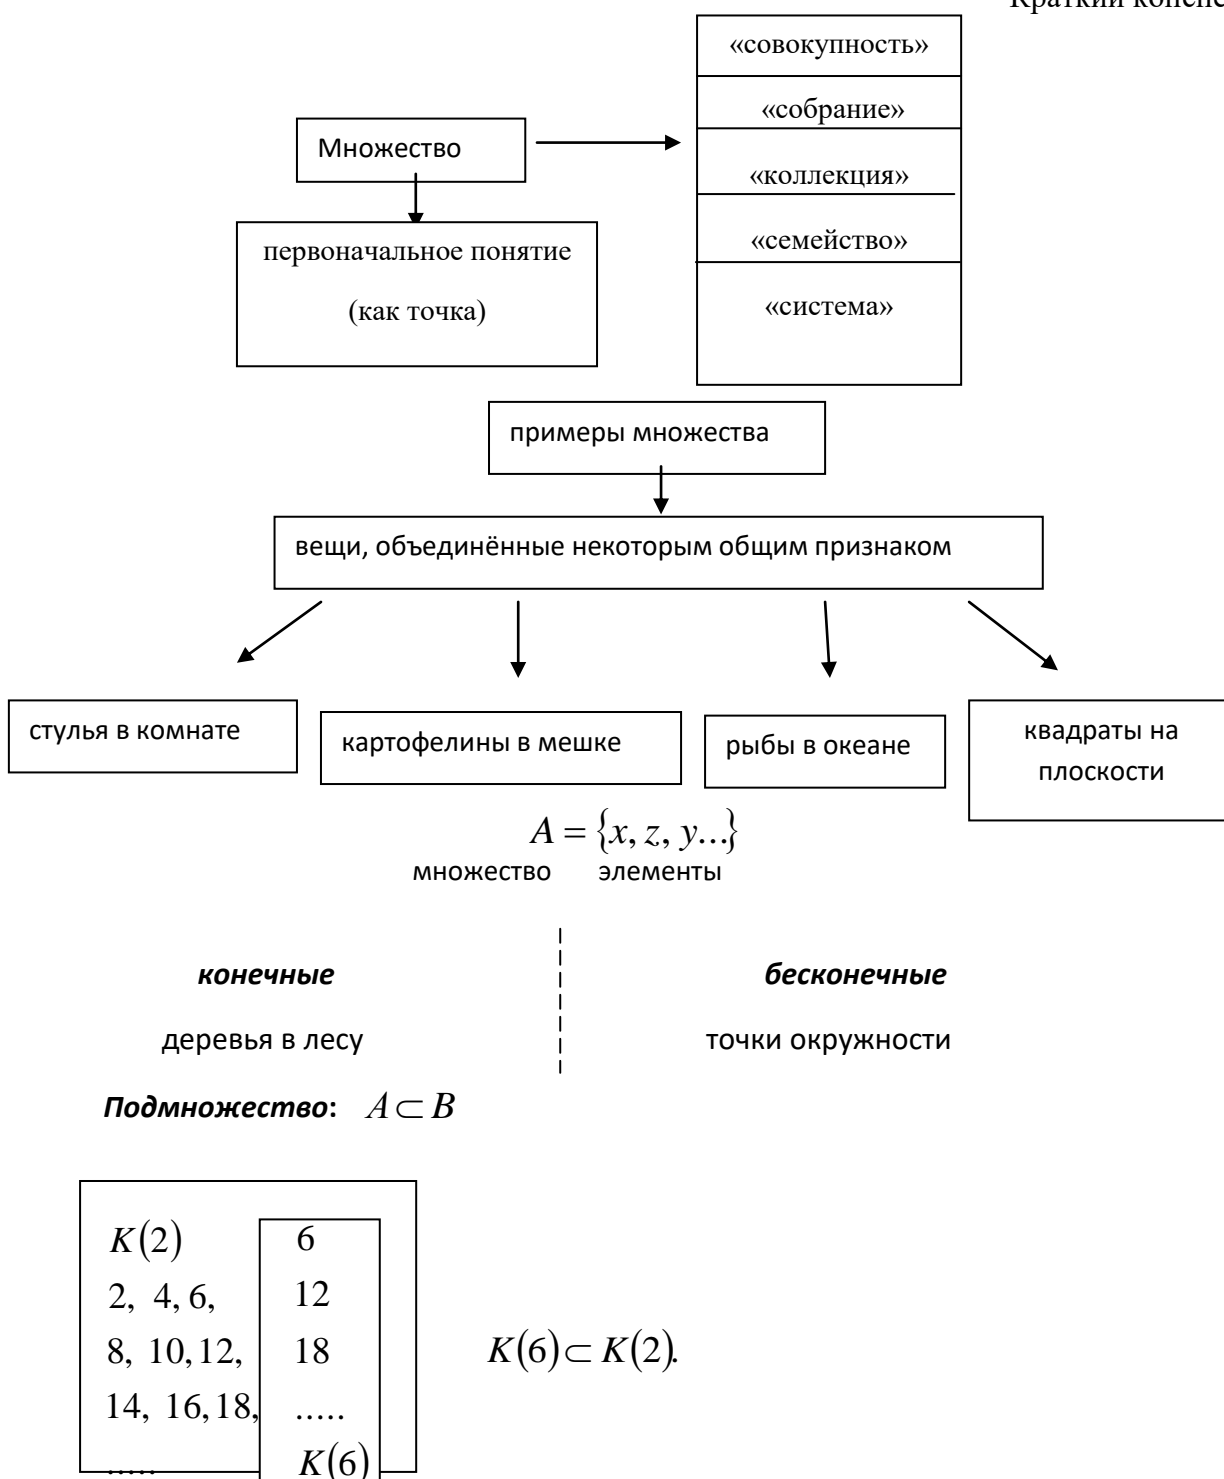 Краткий
«совокупность»
«собрание»
Множество
«коллекция»
«семейство»
первоначальное понятие
(как точка)
«система»
примеры множества
вещи, объединённые некоторым общим признаком
стулья в комнате
картофелины в мешке
рыбы в океане
квадраты на
плоскости
A = {x, z, y...}
множество элементы
конечные бесконечные
деревья в лесу точки окружности
Подмножество: A ⊂ B
K(2) 6
2, 4, 6, 12
8, 10, 12, 18
14, 16, 18, .....
..... K(6)
K(6) ⊂ K(2).